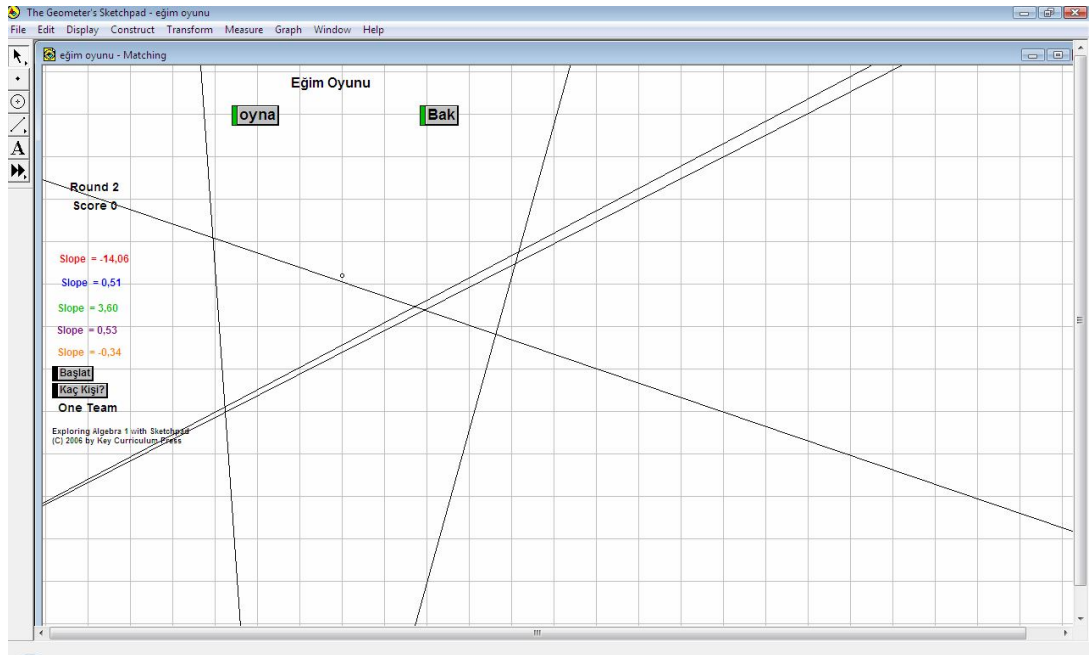 The Geometer's Sketchpad - eğim oyunu
File Edit Display Construct Transform Measure Graph Window Help
eğim oyunu - Matching
A
Eğim Oyunu
oyna
Bak
Round 2
Score 0
Slope = -14,06
Slope = 0,51
Slope = 3,60
Slope = 0,53
Slope = -0,34
Başlat
Kaç Kişi?
One Team
Exploring Algebra 1 with Sketchpad
(C) 2006 by Key Curriculum Press